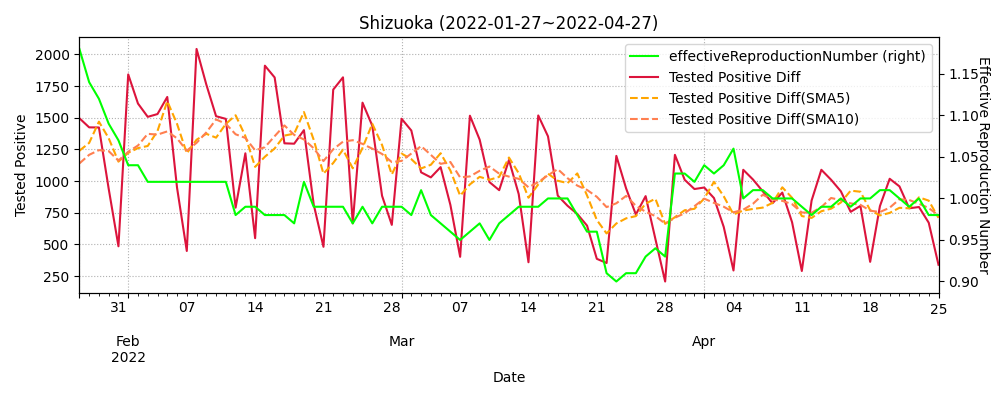 Shizuoka (2022-01-27~2022-04-27)
effectiveReproductionNumber (right)
Tested Positive Diff
Tested Positive Diff(SMA5)
Tested Positive Diff(SMA10)
Tested Positive
2000
1750
1500
1250
1000
750
500
250
1.15
1.10
1.05
1.00
0.95
0.90
Effective Reproduction Number
31 07 14 21 28 07 14 21 28 04 11 18 25
Feb Mar Apr
2022
Date